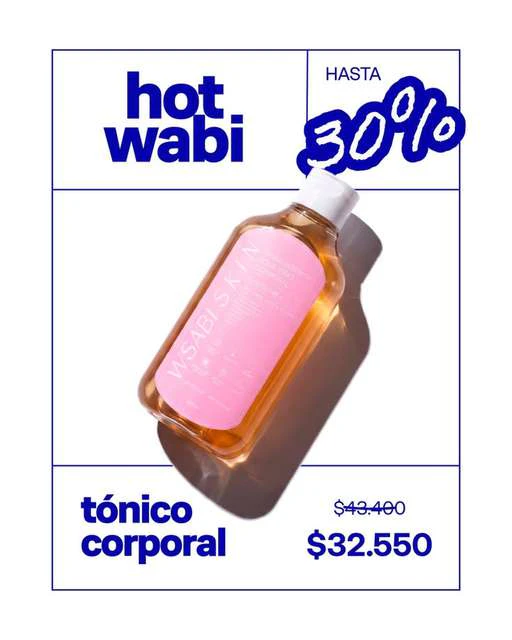 hot
wabi
HASTA
30%
WSABI SKIN
tónico
corporal
$43.400
$32.550